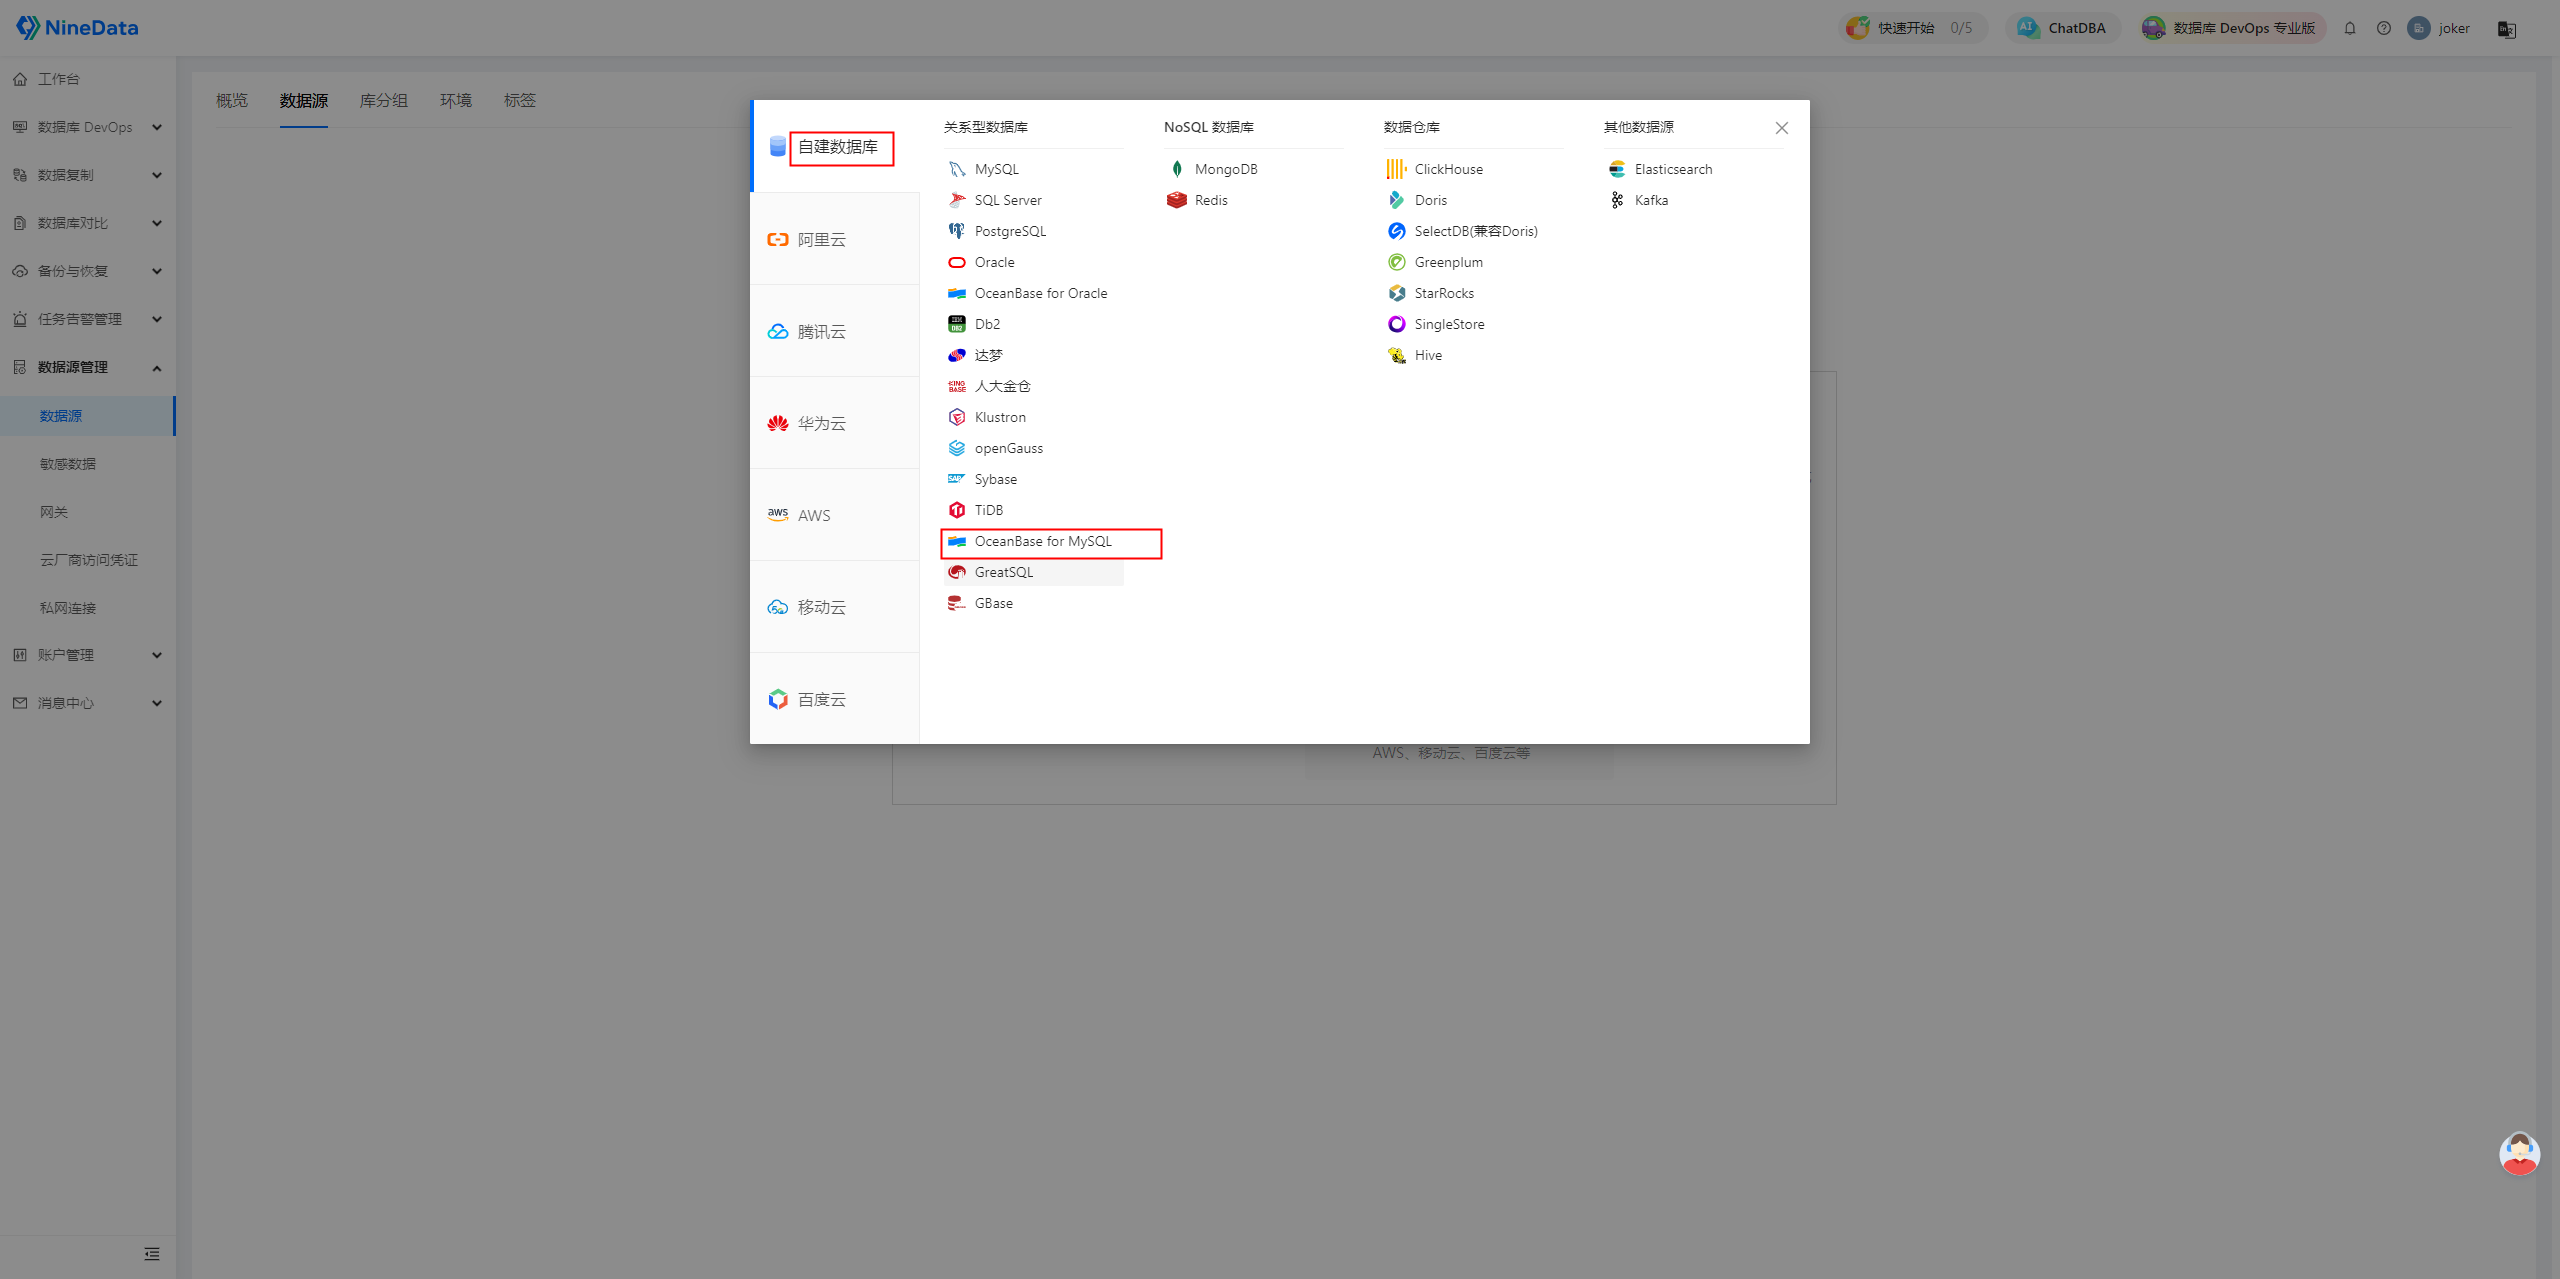 NineData
快速开始 0/5
ChatDBA
数据库 DevOps 专业版
joker
工作台
数据库 DevOps
数据复制
数据库对比
备份与恢复
任务告警管理
数据源管理
数据源
敏感数据
网关
云厂商访问凭证
私网连接
账户管理
消息中心
概览 数据源 库分组 环境 标签
自建数据库
阿里云
腾讯云
华为云
aws AWS
移动云
百度云
关系型数据库
MySQL
SQL Server
PostgreSQL
Oracle
OceanBase for Oracle
Db2
达梦
人大金仓
Klustron
openGauss
Sybase
TiDB
OceanBase for MySQL
GreatSQL
GBase
NoSQL 数据库
MongoDB
Redis
数据仓库
ClickHouse
Doris
SelectDB(兼容Doris)
Greenplum
StarRocks
SingleStore
Hive
其他数据源
Elasticsearch
Kafka
AWS、移动云、百度云等